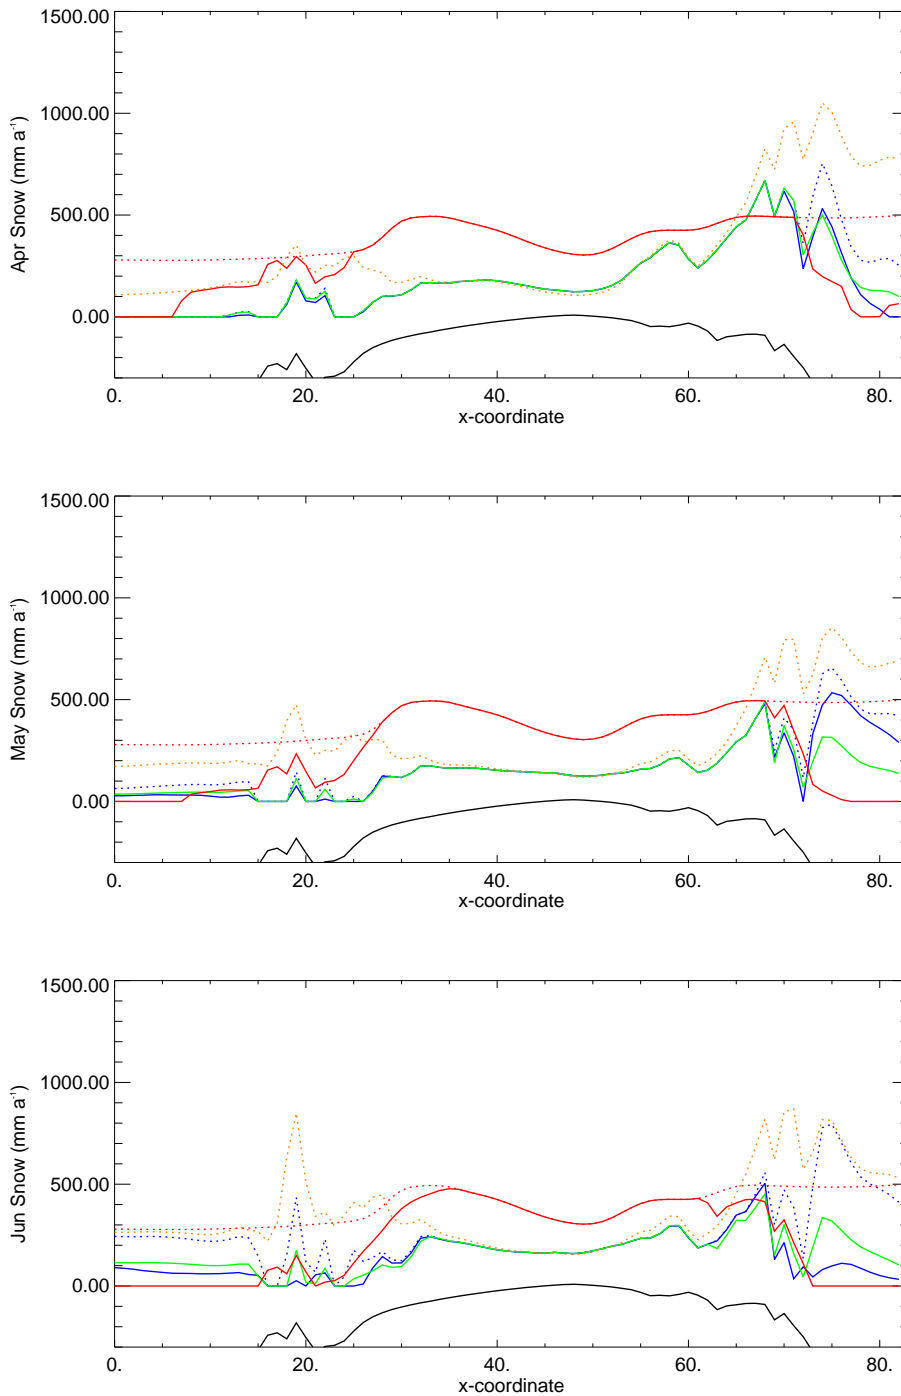 1500.00
1000.00
500.00
0.00
Apr Snow (mm a⁻¹)
0. 20. 40. 60. 80.
x-coordinate
1500.00
1000.00
500.00
0.00
May Snow (mm a⁻¹)
0. 20. 40. 60. 80.
x-coordinate
1500.00
1000.00
500.00
0.00
Jun Snow (mm a⁻¹)
0. 20. 40. 60. 80.
x-coordinate